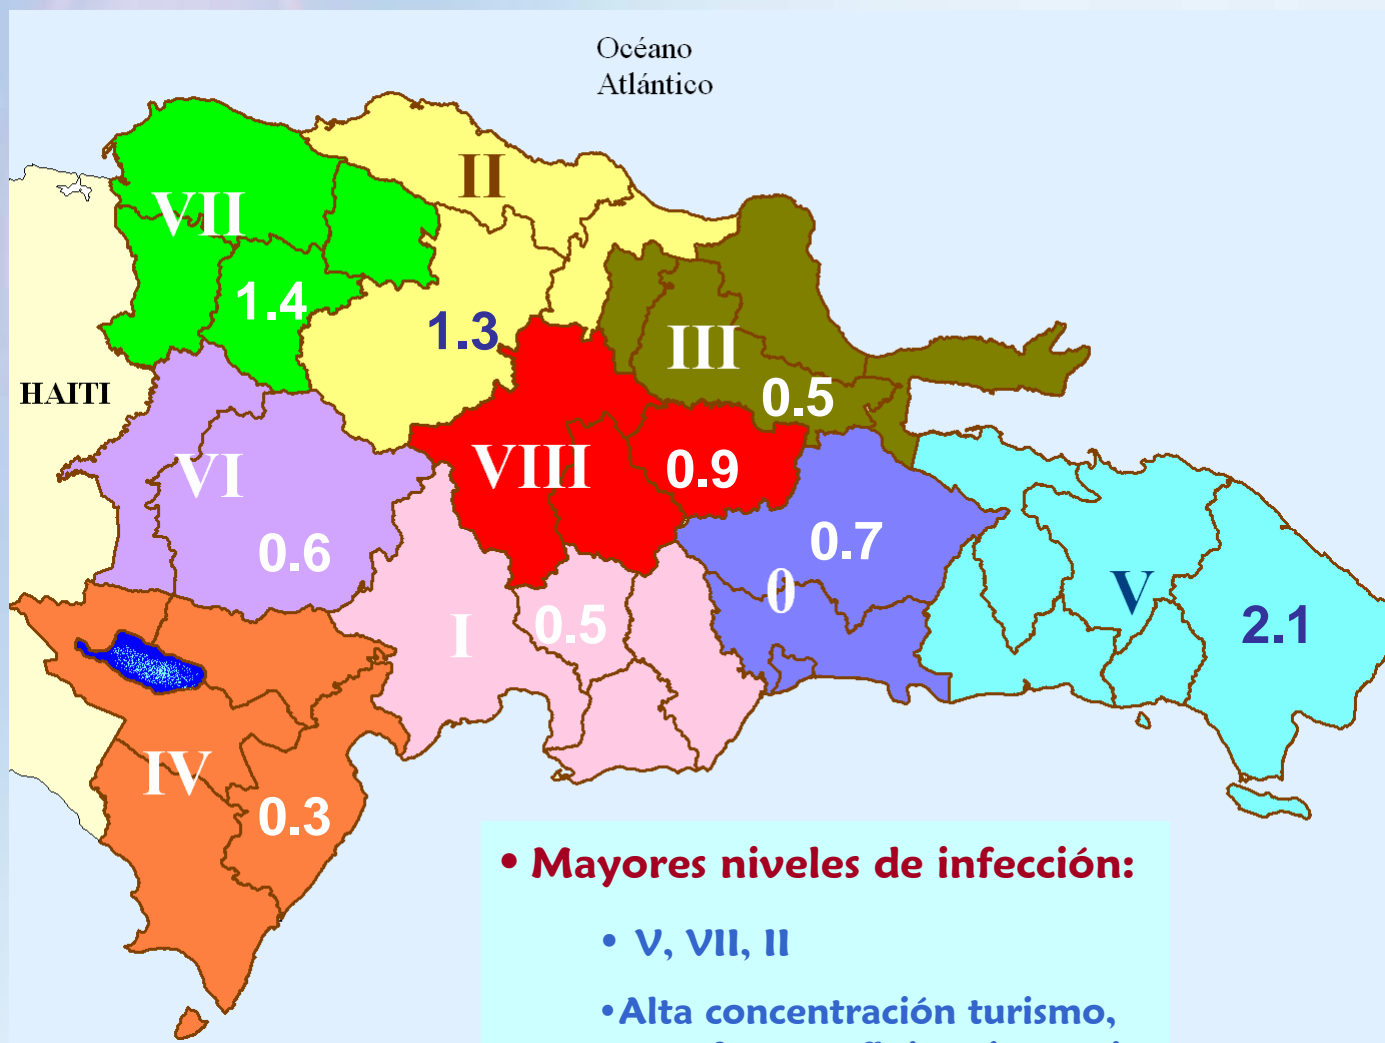 Océano
Atlántico
II
VII
1.4
1.3
III
HAITI
0.5
VIII
0.9
VI
0.6
0.7
0
V
I
0.5
2.1
IV
0.3
• Mayores niveles de infección:
• V, VII, II
•Alta concentración turismo,